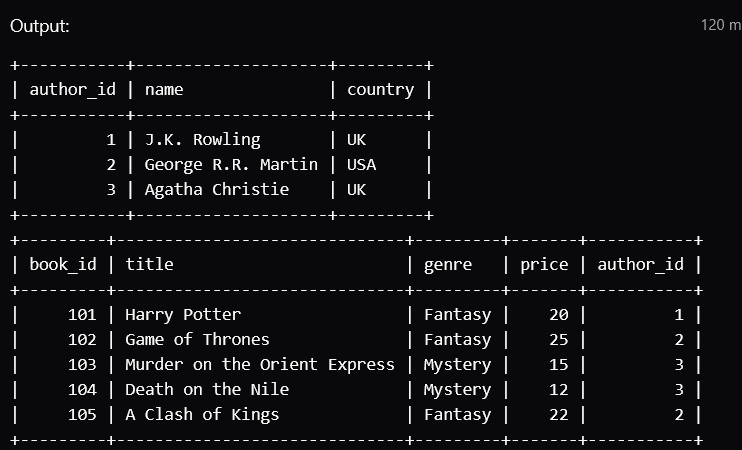 Output:
120 m
+-----------+-------------------+---------+
| author_id | name              | country |
+-----------+-------------------+---------+
|         1 | J.K. Rowling      | UK      |
|         2 | George R.R. Martin | USA     |
|         3 | Agatha Christie   | UK      |
+-----------+-------------------+---------+
+---------+------------------------------+---------+-------+-----------+
| book_id | title                        | genre   | price | author_id |
+---------+------------------------------+---------+-------+-----------+
|     101 | Harry Potter                 | Fantasy |    20 |         1 |
|     102 | Game of Thrones              | Fantasy |    25 |         2 |
|     103 | Murder on the Orient Express | Mystery |    15 |         3 |
|     104 | Death on the Nile            | Mystery |    12 |         3 |
|     105 | A Clash of Kings             | Fantasy |    22 |         2 |
+---------+------------------------------+---------+-------+-----------+